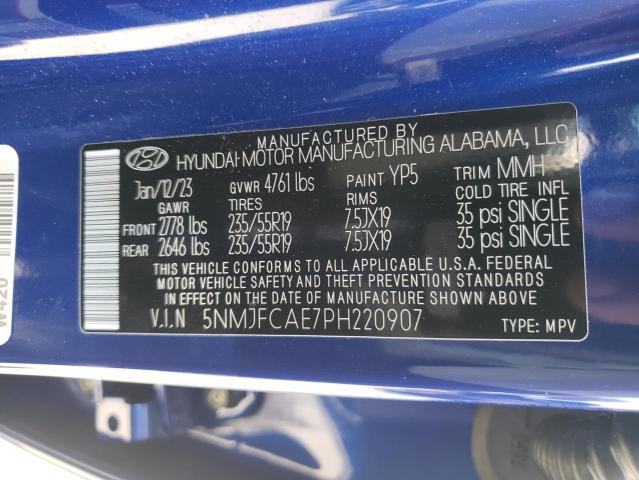 MANUFACTURED BY
HYUNDAI MOTOR MANUFACTURING ALABAMA, LLC
Jan/12/23 GVWR 4761 lbs PAINT YP5 TRIM MMH
GAWR TIRES RIMS COLD TIRE INFL
FRONT 2778 lbs 235/55R19 7.5JX19 35 psi SINGLE
REAR 2646 lbs 235/55R19 7.5JX19 35 psi SINGLE
THIS VEHICLE CONFORMS TO ALL APPLICABLE U.S.A. FEDERAL
MOTOR VEHICLE SAFETY AND BUMPER AND THEFT PREVENTION
STANDARDS IN EFFECT ON THE DATE OF MANUFACTURE SHOWN ABOVE.
V.I.N 5NMJFCAE7PH220907 TYPE: MPV
W420